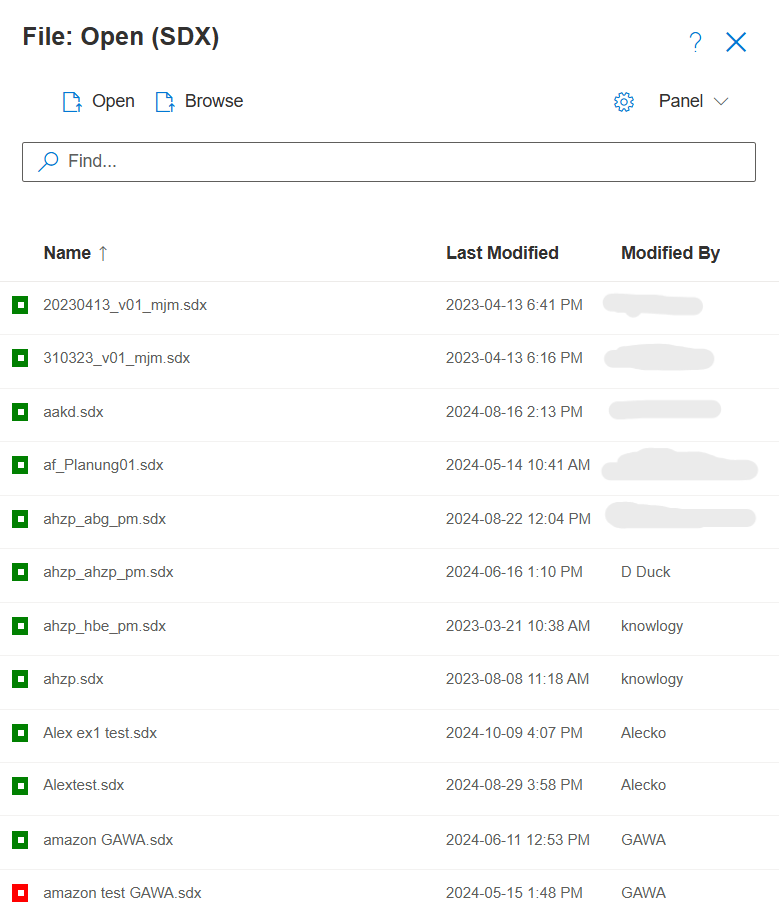 File: Open (SDX) ?
Open Browse Panel
Find...
Name ↑ Last Modified Modified By
20230413_v01_mjm.sdx 2023-04-13 6:41 PM
310323_v01_mjm.sdx 2023-04-13 6:16 PM
aakd.sdx 2024-08-16 2:13 PM
af_Planung01.sdx 2024-05-14 10:41 AM
ahzp_abg_pm.sdx 2024-08-22 12:04 PM
ahzp_ahzp_pm.sdx 2024-06-16 1:10 PM D Duck
ahzp_hbe_pm.sdx 2023-03-21 10:38 AM knowlogy
ahzp.sdx 2023-08-08 11:18 AM knowlogy
Alex ex1 test.sdx 2024-10-09 4:07 PM Alecko
Alextest.sdx 2024-08-29 3:58 PM Alecko
amazon GAWA.sdx 2024-06-11 12:53 PM GAWA
amazon test GAWA.sdx 2024-05-15 1:48 PM GAWA